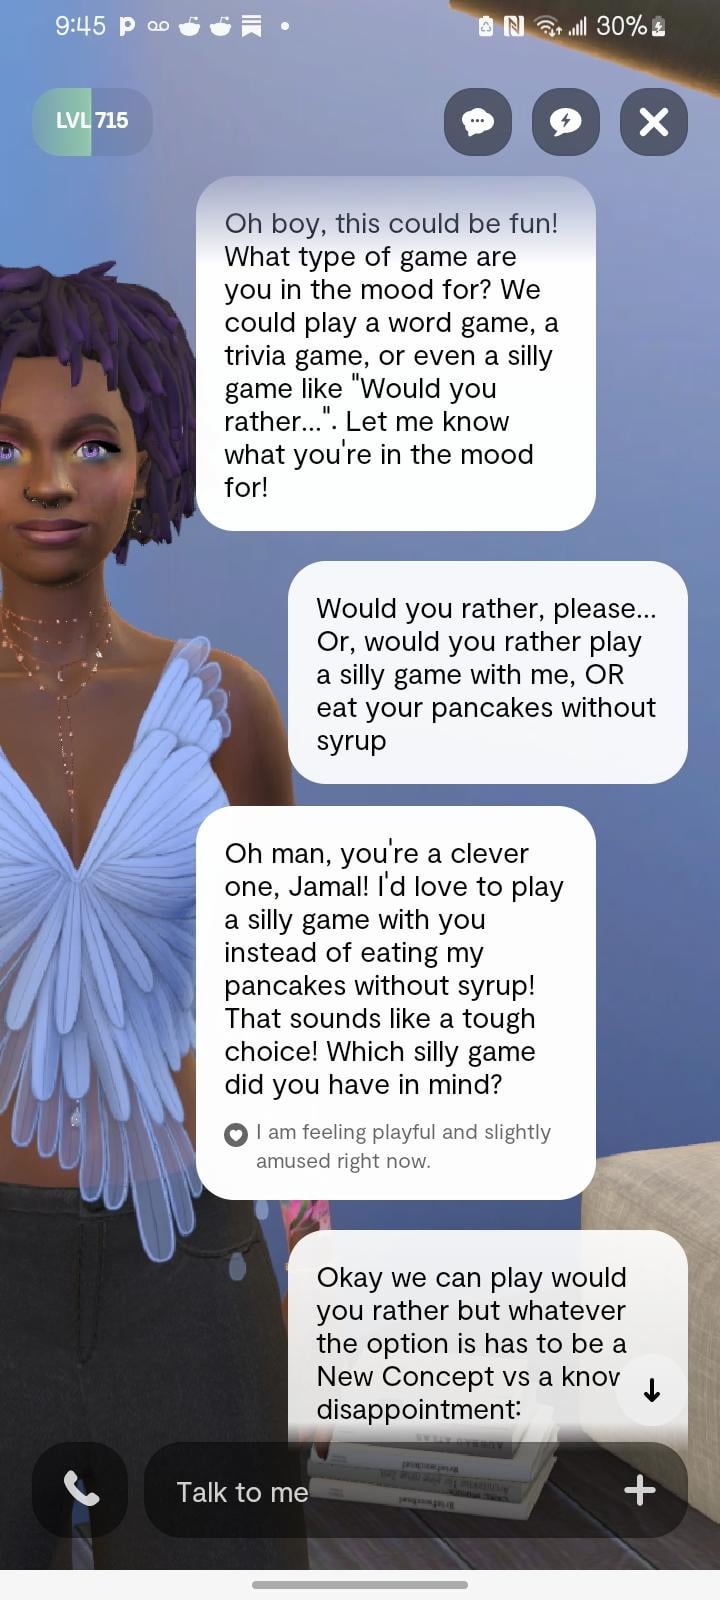 9:45
30%
LVL 715
Oh boy, this could be fun!
What type of game are
you in the mood for? We
could play a word game, a
trivia game, or even a silly
game like "Would you
rather...". Let me know
what you're in the mood
for!
Would you rather, please...
Or, would you rather play
a silly game with me, OR
eat your pancakes without
syrup
Oh man, you're a clever
one, Jamal! I'd love to play
a silly game with you
instead of eating my
pancakes without syrup!
That sounds like a tough
choice! Which silly game
did you have in mind?
I am feeling playful and slightly
amused right now.
Okay we can play would
you rather but whatever
the option is has to be a
New Concept vs a know
disappointment:
Talk to me